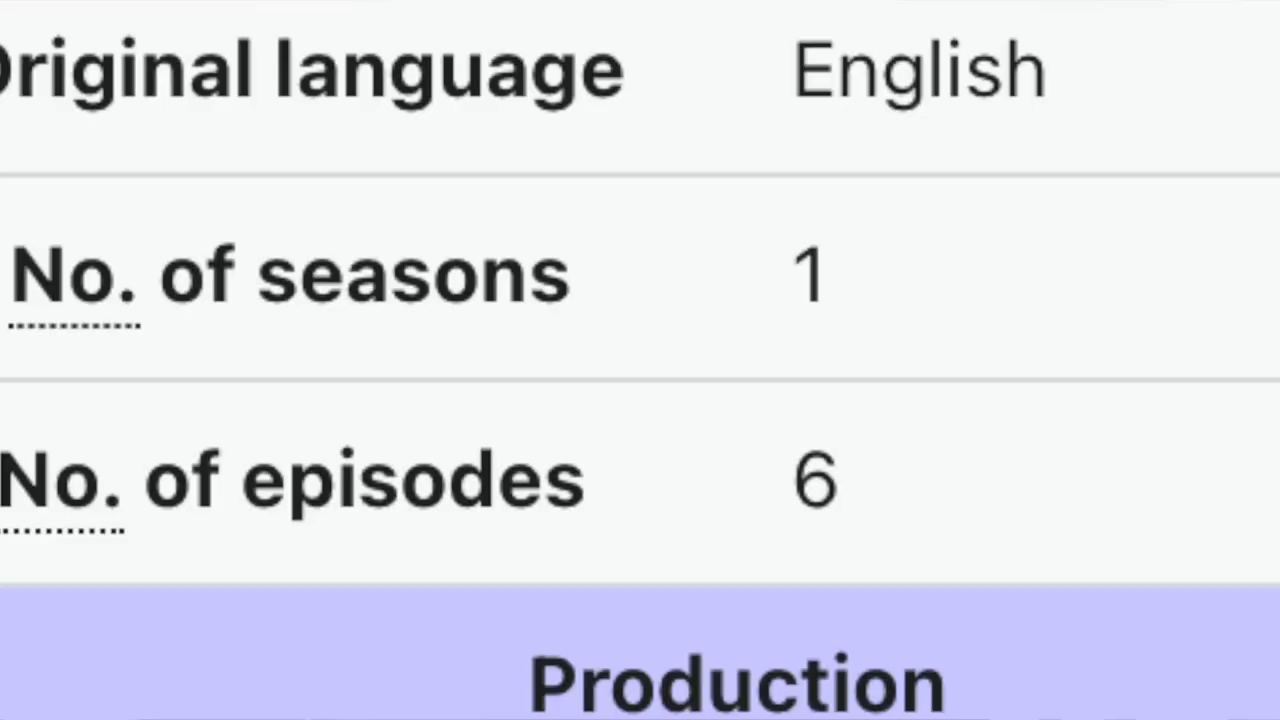 Original language English
No. of seasons 1
No. of episodes 6
Production